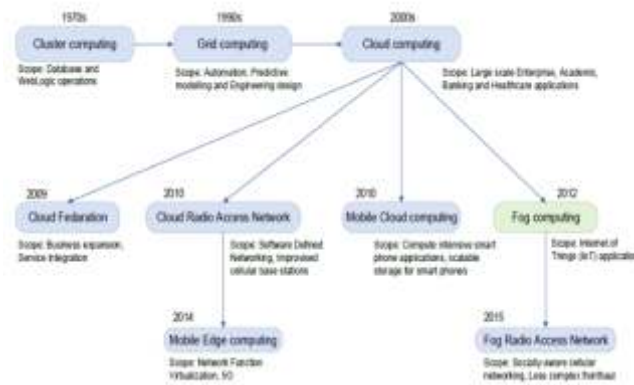 1970s 1990s 2000s
Cluster computing Grid computing Cloud computing
Scope: Database and
WebLogic operations
Scope: Automation, Predictive
modelling and Engineering design
Scope: Large scale Enterprise, Academic,
Banking and Healthcare applications
2009 2010 2010 2012
Cloud Federation Cloud Radio Access Network Mobile Cloud computing Fog computing
Scope: Business expansion,
Service Integration
Scope: Software Defined
Networking, Improvised
cellular base stations
Scope: Compute intensive smart
phone applications, scalable
storage for smart phones
Scope: Internet of
Things (IoT) applicatio
2014 2015
Mobile Edge computing Fog Radio Access Network
Scope: Network Function
Virtualization, 5G
Scope: Socially-aware cellular
networking, Less complex fronthaul